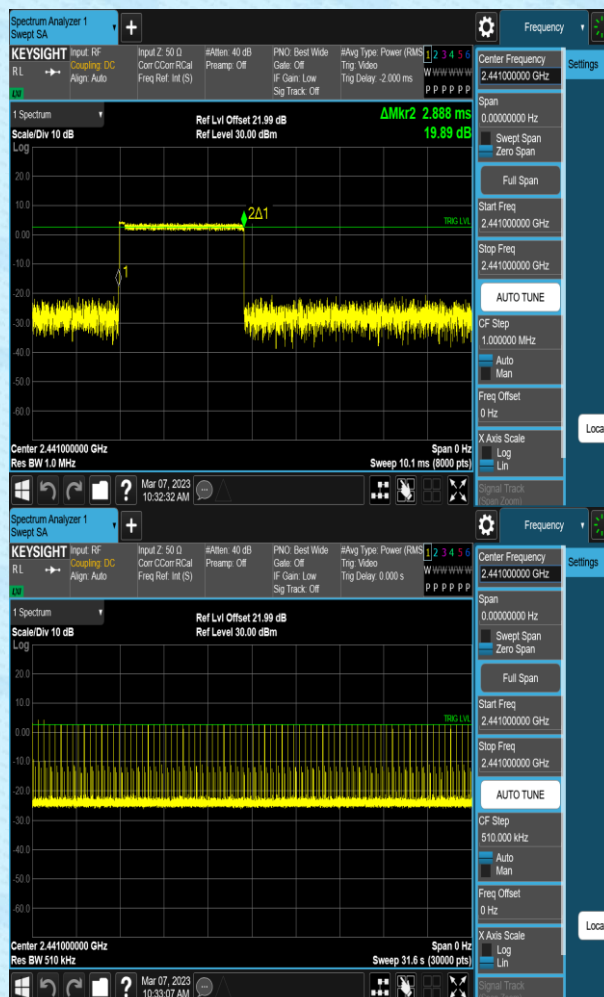 Spectrum Analyzer 1
Swept SA
+
Frequency
KEYSIGHT Input: RF
RL
Coupling: DC
Align: Auto
Input Z: 50 Ω
Corr CCorr RCal
Freq Ref: Int (S)
#Atten: 40 dB
Preamp: Off
PNO: Best Wide
Gate: Off
IF Gain: Low
Sig Track: Off
#Avg Type: Power (RMS
Trig: Video
Trig Delay: -2.000 ms
1 2 3 4 5 6
W W W W W W
P P P P P P
1 Spectrum
Scale/Div 10 dB
Ref Lvl Offset 21.99 dB
Ref Level 30.00 dBm
ΔMkr2 2.888 ms
19.89 dB
Log
20.0
10.0
0.00
-10.0
-20.0
-30.0
-40.0
-50.0
-60.0
2Δ1
1
TRIG LVL
Center 2.441000000 GHz
Res BW 1.0 MHz
Span 0 Hz
Sweep 10.1 ms (8000 pts)
Mar 07, 2023
10:32:32 AM
Center Frequency
2.441000000 GHz
Span
0.00000000 Hz
Swept Span
Zero Span
Full Span
Start Freq
2.441000000 GHz
Stop Freq
2.441000000 GHz
AUTO TUNE
CF Step
1.000000 MHz
Auto
Man
Freq Offset
0 Hz
X Axis Scale
Log
Lin
Signal Track
(Span Zoom)
Settings
Loca
Spectrum Analyzer 1
Swept SA
+
Frequency
KEYSIGHT Input: RF
RL
Coupling: DC
Align: Auto
Input Z: 50 Ω
Corr CCorr RCal
Freq Ref: Int (S)
#Atten: 40 dB
Preamp: Off
PNO: Best Wide
Gate: Off
IF Gain: Low
Sig Track: Off
#Avg Type: Power (RMS
Trig: Video
Trig Delay: 0.000 s
1 2 3 4 5 6
W W W W W W
P P P P P P
1 Spectrum
Scale/Div 10 dB
Ref Lvl Offset 21.99 dB
Ref Level 30.00 dBm
Log
20.0
10.0
0.00
-10.0
-20.0
-30.0
-40.0
-50.0
-60.0
TRIG LVL
Center 2.441000000 GHz
Res BW 510 kHz
Span 0 Hz
Sweep 31.6 s (30000 pts)
Mar 07, 2023
10:33:07 AM
Center Frequency
2.441000000 GHz
Span
0.00000000 Hz
Swept Span
Zero Span
Full Span
Start Freq
2.441000000 GHz
Stop Freq
2.441000000 GHz
AUTO TUNE
CF Step
510.000 kHz
Auto
Man
Freq Offset
0 Hz
X Axis Scale
Log
Lin
Signal Track
Settings
Loca